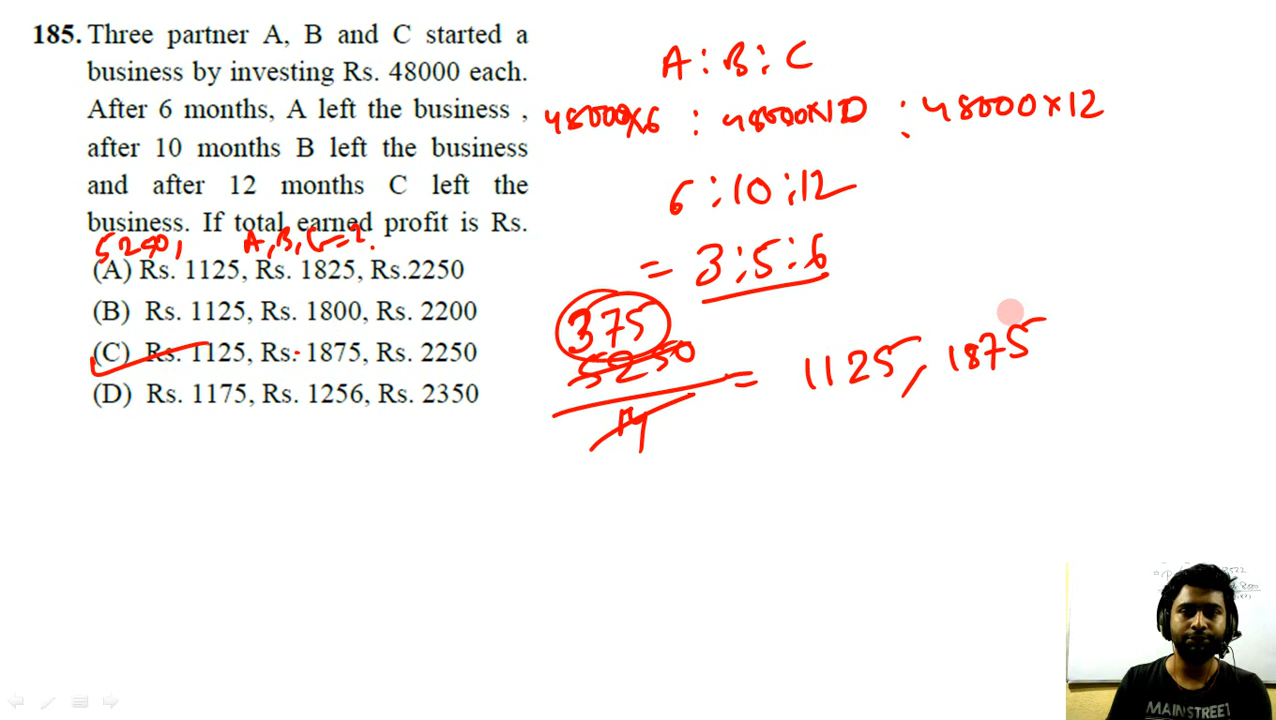 185. Three partner A, B and C started a
business by investing Rs. 48000 each.
After 6 months, A left the business ,
after 10 months B left the business
and after 12 months C left the
business. If total earned profit is Rs.
5250, A, B, C = ?
(A) Rs. 1125, Rs. 1825, Rs.2250
(B) Rs. 1125, Rs. 1800, Rs. 2200
(C) Rs. 1125, Rs. 1875, Rs. 2250
(D) Rs. 1175, Rs. 1256, Rs. 2350
A : B : C
48000×6 : 48000×10 : 48000×12
6 : 10 : 12
= 3 : 5 : 6
375
5250
14
= 1125, 1875
MAINSTREET